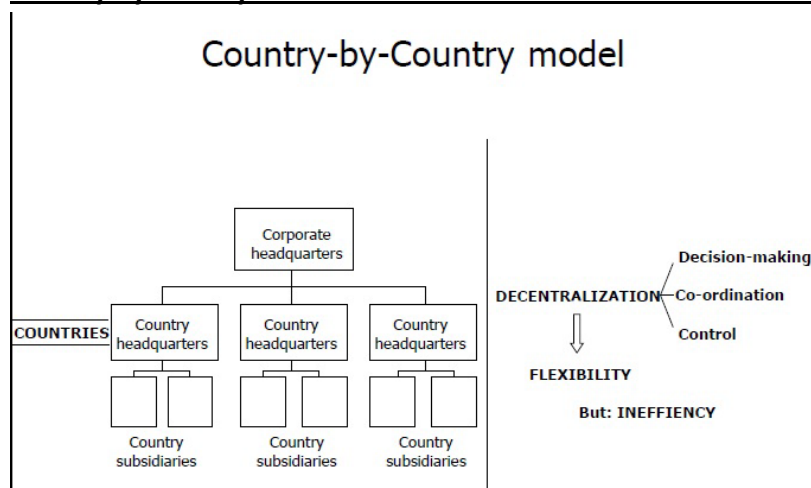 Country-by-Country model
Corporate
headquarters
COUNTRIES
Country
headquarters
Country
headquarters
Country
headquarters
Country
subsidiaries
Country
subsidiaries
Country
subsidiaries
DECENTRALIZATION
Decision-making
Co-ordination
Control
FLEXIBILITY
But: INEFFIENCY